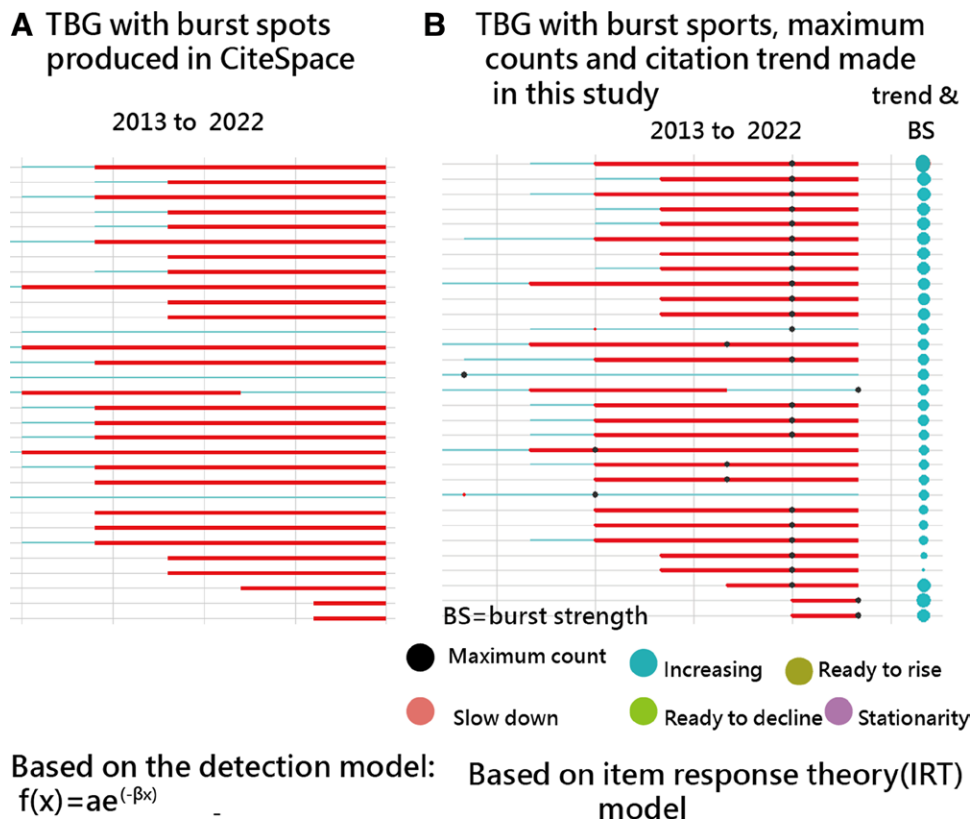 A TBG with burst spots
produced in CiteSpace
2013 to 2022
B TBG with burst sports, maximum
counts and citation trend made
in this study
trend &
BS
2013 to 2022
BS=burst strength
Maximum count
Increasing
Ready to rise
Slow down
Ready to decline
Stationarity
Based on the detection model:
f(x)=ae^(-βx)
Based on item response theory(IRT)
model